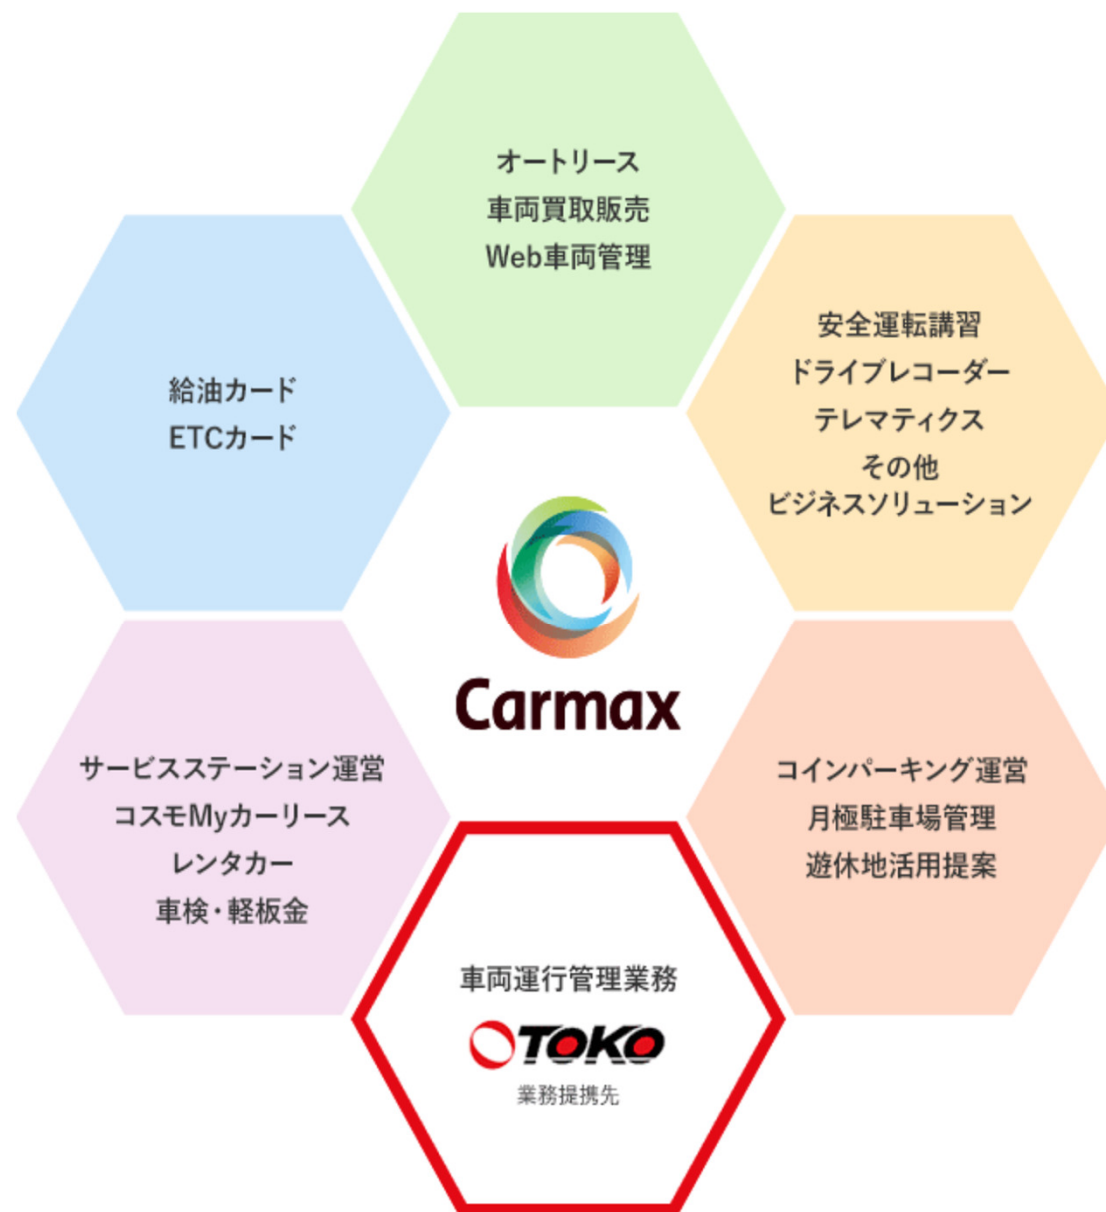 オートリース
車両買取販売
Web車両管理
給油カード
ETCカード
安全運転講習
ドライブレコーダー
テレマティクス
その他
ビジネスソリューション
Carmax
サービスステーション運営
コスモMyカーリース
レンタカー
車検・軽板金
コインパーキング運営
月極駐車場管理
遊休地活用提案
車両運行管理業務
TOKO
業務提携先